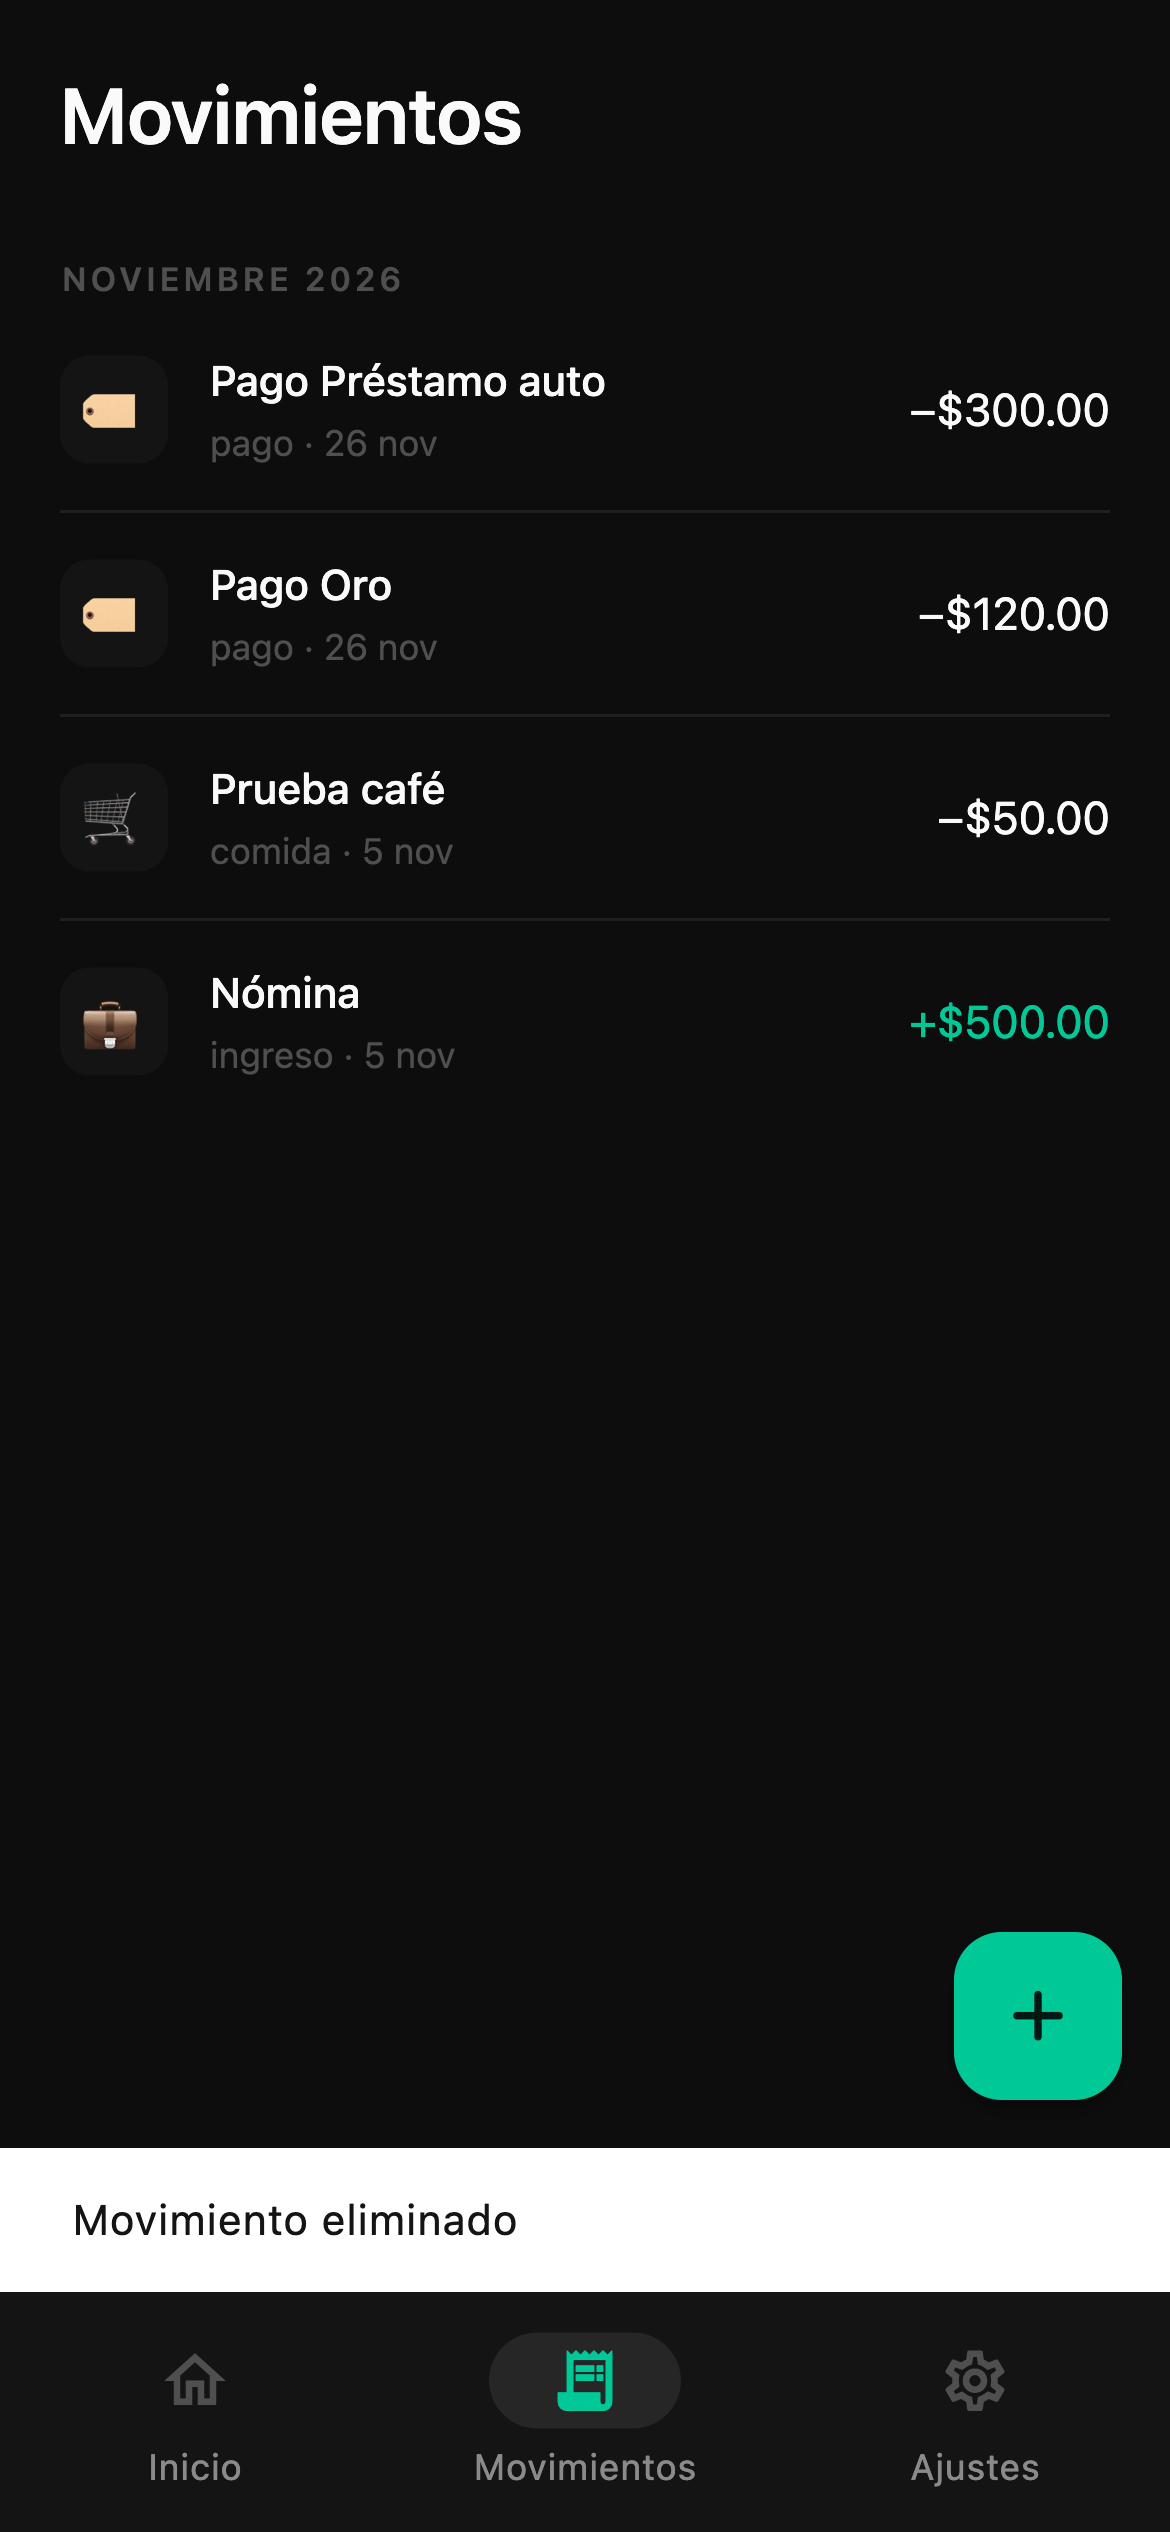 Movimientos
NOVIEMBRE 2026
Pago Préstamo auto
pago · 26 nov
–$300.00
Pago Oro
pago · 26 nov
–$120.00
Prueba café
comida · 5 nov
–$50.00
Nómina
ingreso · 5 nov
+$500.00
Movimiento eliminado
Inicio
Movimientos
Ajustes